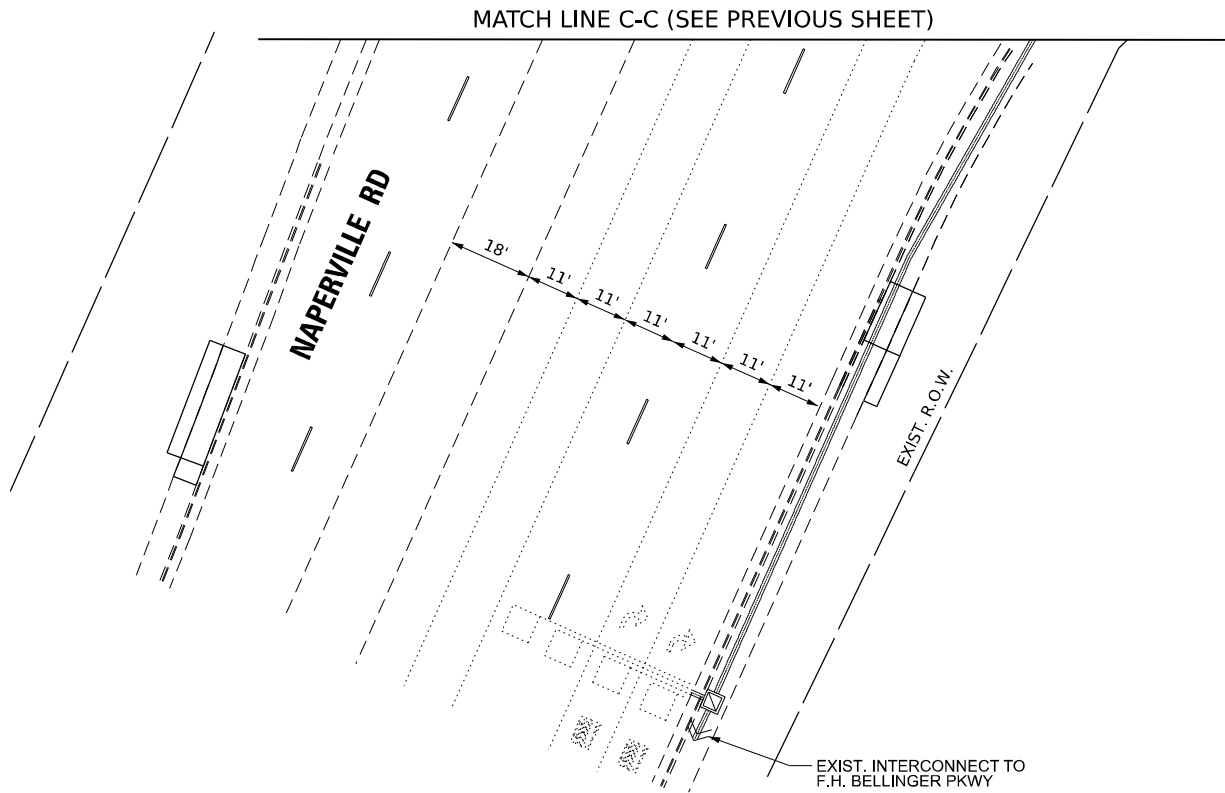 MATCH LINE C-C (SEE PREVIOUS SHEET)
NAPERVILLE RD
18'
11'
11'
11'
11'
11'
11'
EXIST. R.O.W.
EXIST. INTERCONNECT TO
F.H. BELLINGER PKWY